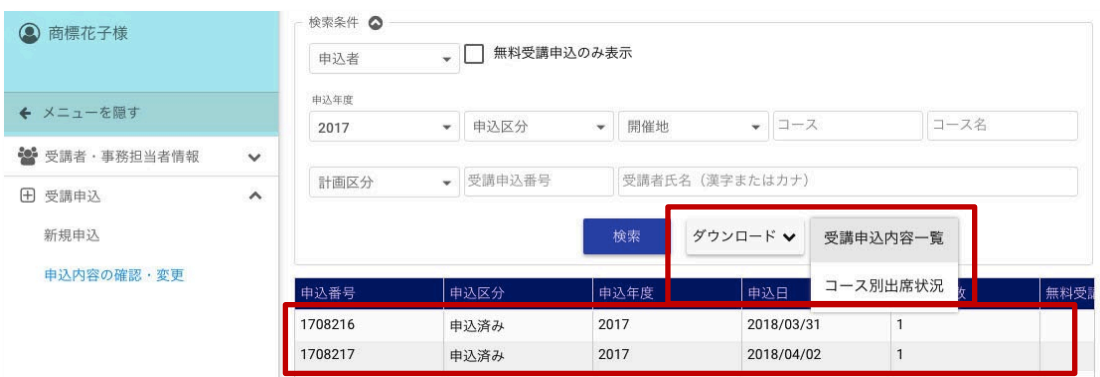 商標花子様
メニューを隠す
受講者・事務担当者情報
受講申込
新規申込
申込内容の確認・変更
検索条件
申込者 無料受講申込のみ表示
申込年度
2017 申込区分 開催地 コース コース名
計画区分 受講申込番号 受講者氏名（漢字またはカナ）
検索 ダウンロード 受講申込内容一覧
コース別出席状況
申込番号 申込区分 申込年度 申込日 数 無料受講
1708216 申込済み 2017 2018/03/31 1
1708217 申込済み 2017 2018/04/02 1